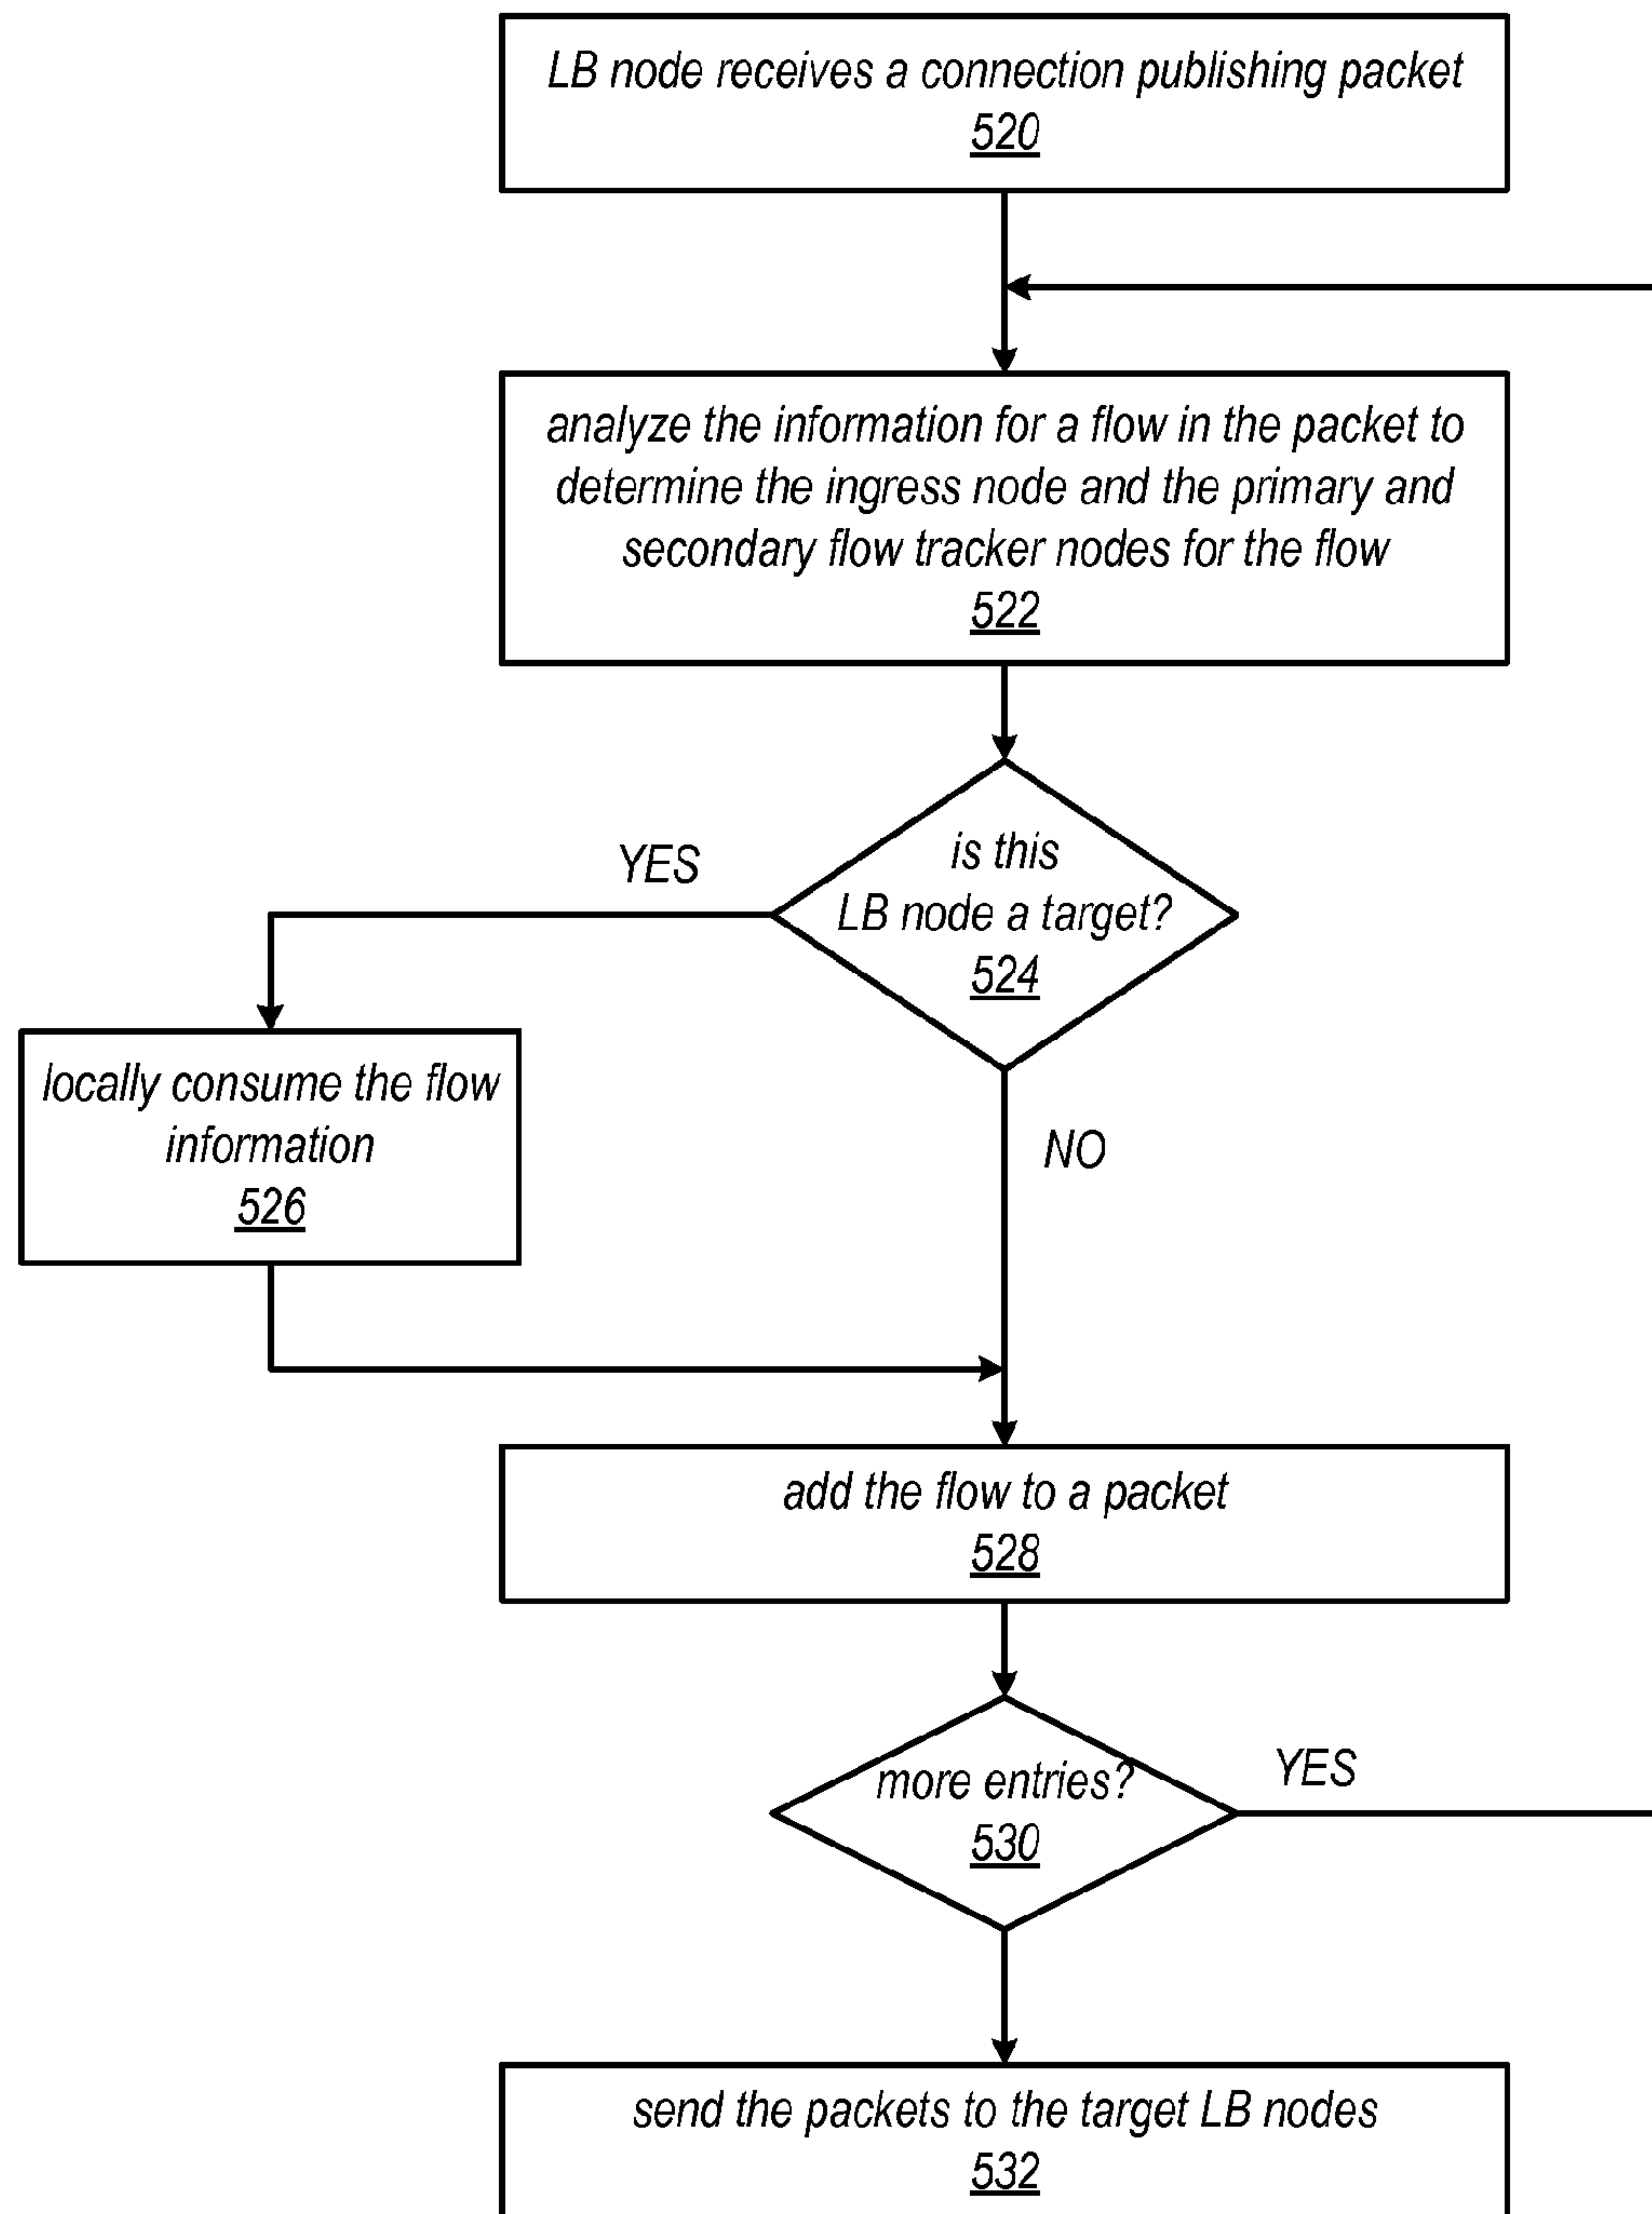 LB node receives a connection publishing packet
520
analyze the information for a flow in the packet to
determine the ingress node and the primary and
secondary flow tracker nodes for the flow
522
YES
is this
LB node a target?
524
locally consume the flow
information
526
NO
add the flow to a packet
528
more entries?
530
YES
send the packets to the target LB nodes
532